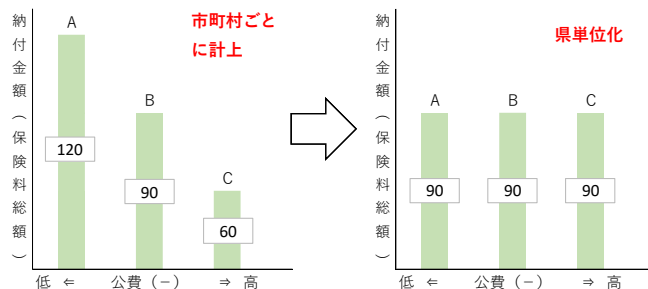 納付金額（保険料総額）
市町村ごと
に計上
A
B
C
120
90
60
低 ⇐ 公費（－） ⇒ 高
納付金額（保険料総額）
県単位化
A B C
90 90 90
低 ⇐ 公費（－） ⇒ 高